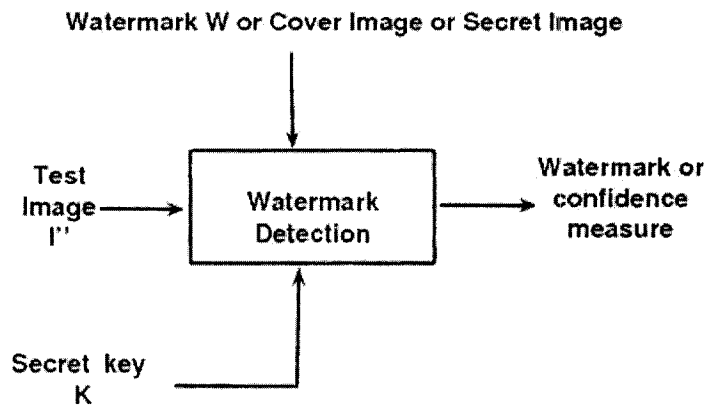 Watermark W or Cover Image or Secret Image
Test
Image
I''
Watermark
Detection
Watermark or
confidence
measure
Secret key
K